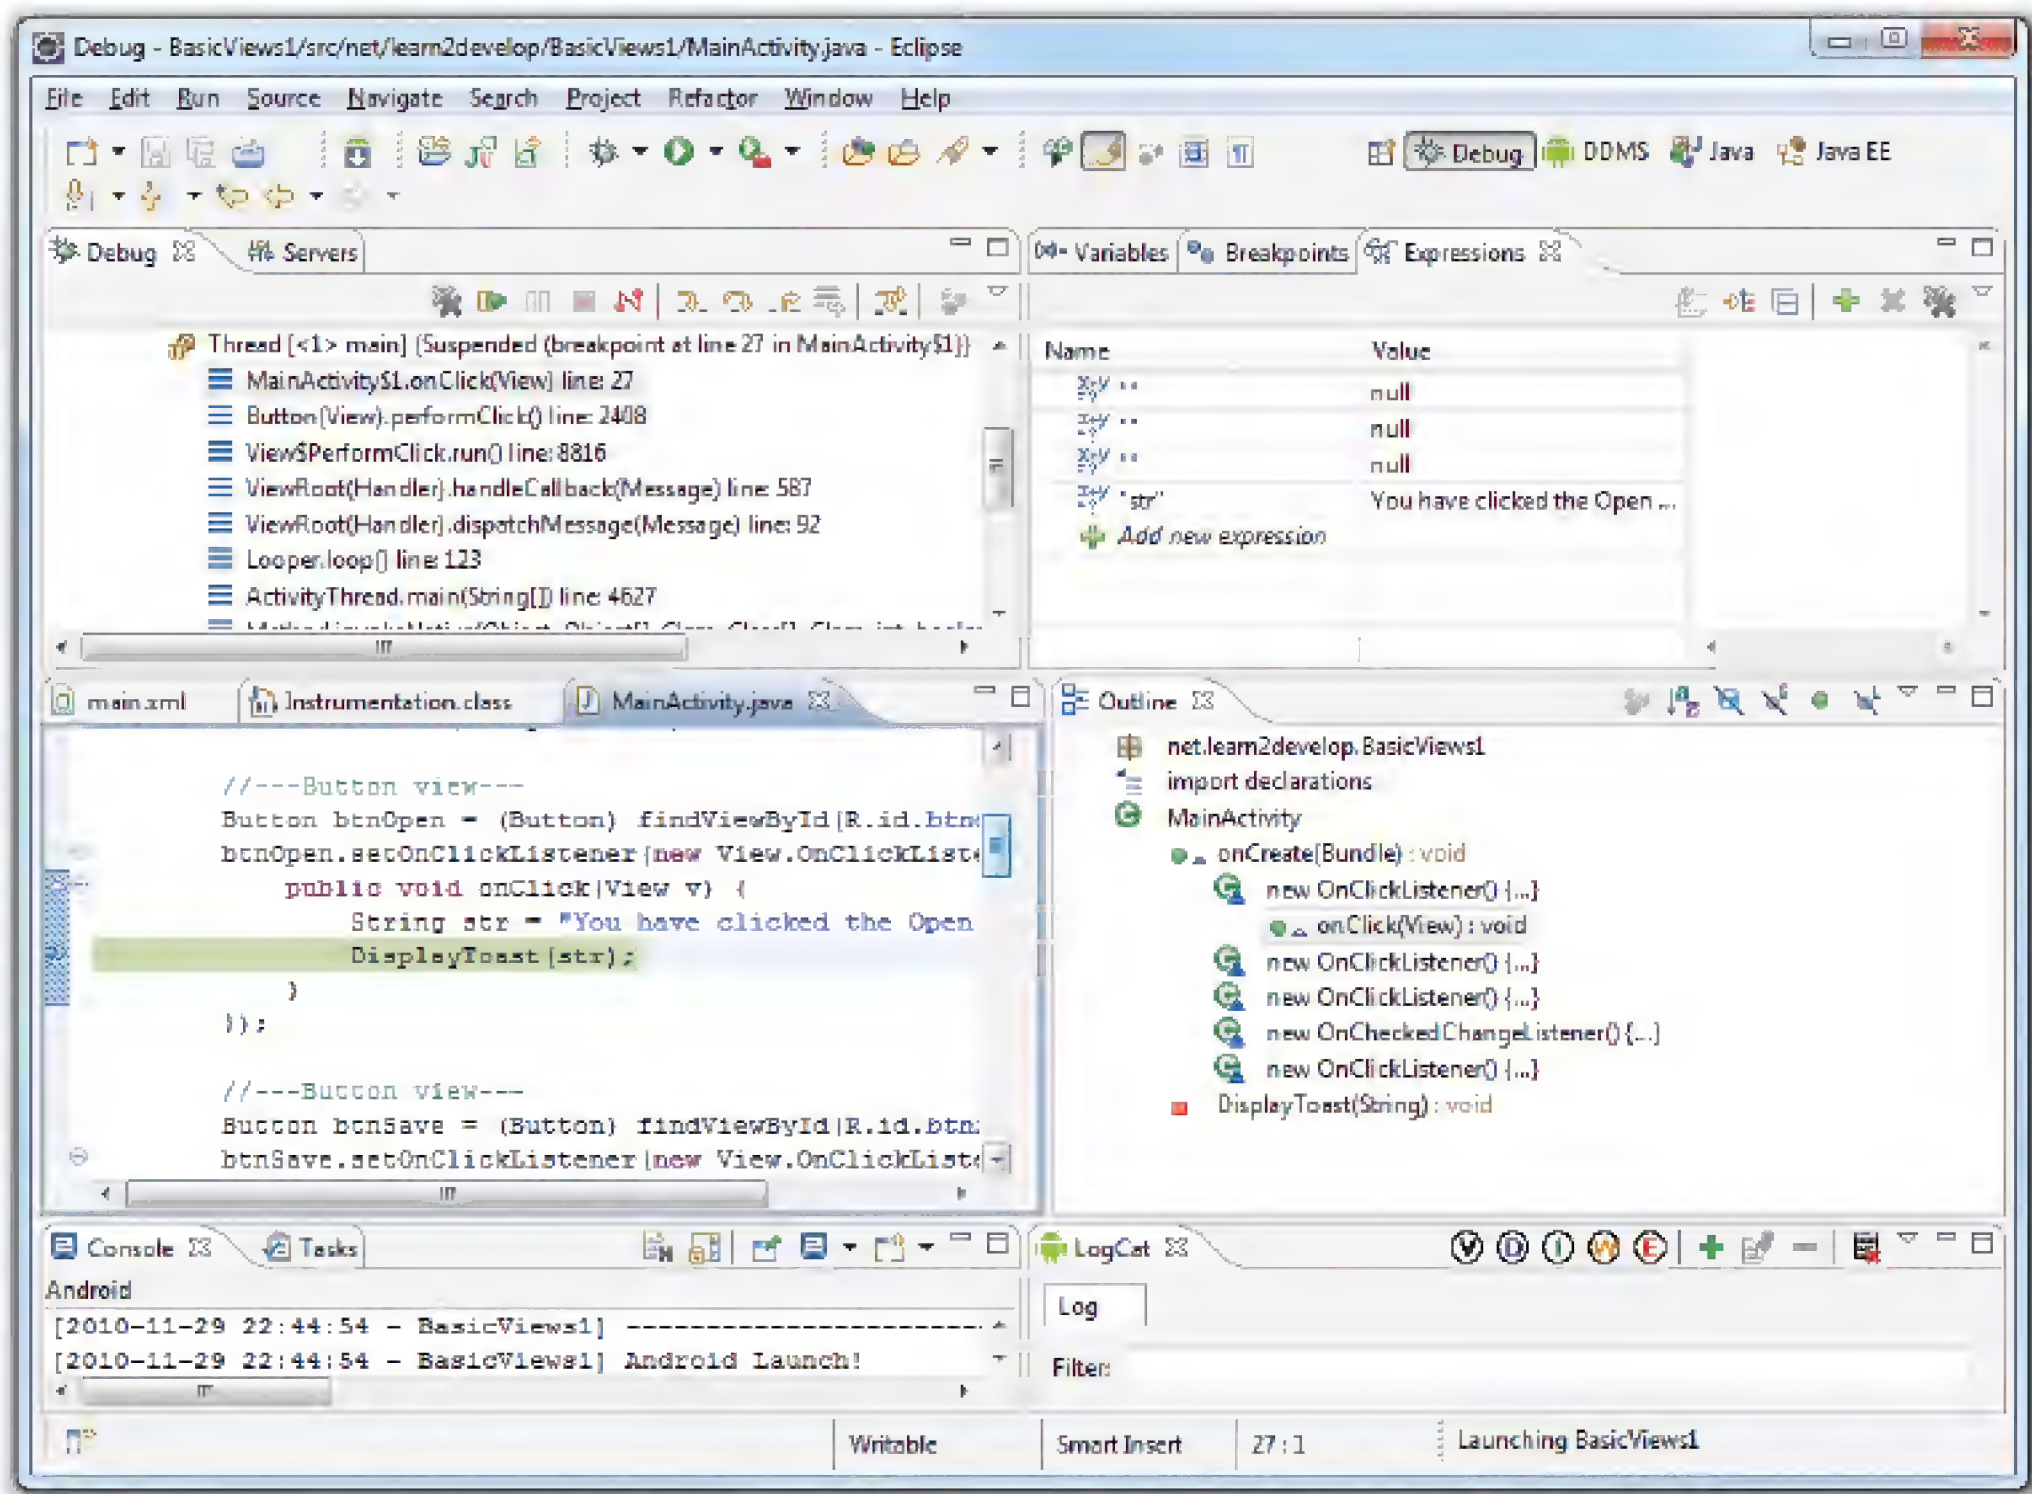 Debug - BasicViews1/src/net/learn2develop/BasicViews1/MainActivity.java - Eclipse
File Edit Run Source Navigate Search Project Refactor Window Help
Debug DDMS Java Java EE
Debug Servers
Thread [<1> main] (Suspended (breakpoint at line 27 in MainActivity$1))
MainActivity$1.onClick(View) line: 27
Button(View).performClick() line: 2408
View$PerformClick.run() line: 8816
ViewRoot(Handler).handleCallback(Message) line: 587
ViewRoot(Handler).dispatchMessage(Message) line: 92
Looper.loop() line: 123
ActivityThread.main(String[]) line: 4627
Variables Breakpoints Expressions
Name Value
"" null
"" null
"" null
"str" You have clicked the Open ...
Add new expression
main.xml Instrumentation.class MainActivity.java
//---Button view---
Button btnOpen = (Button) findViewById(R.id.btn
btnOpen.setOnClickListener(new View.OnClickListe
public void onClick(View v) {
String str = "You have clicked the Open
DisplayToast(str);
}
});
//---Button view---
Button btnSave = (Button) findViewById(R.id.btn
btnSave.setOnClickListener(new View.OnClickListe
Outline
net.learn2develop.BasicViews1
import declarations
MainActivity
onCreate(Bundle) : void
new OnClickListener() {...}
onClick(View) : void
new OnClickListener() {...}
new OnClickListener() {...}
new OnCheckedChangeListener() {...}
new OnClickListener() {...}
DisplayToast(String) : void
Console Tasks
Android
[2010-11-29 22:44:54 - BasicViews1] ------------------------
[2010-11-29 22:44:54 - BasicViews1] Android Launch!
LogCat V D I W E
Log
Filter:
Writable Smart Insert 27 : 1 Launching BasicViews1